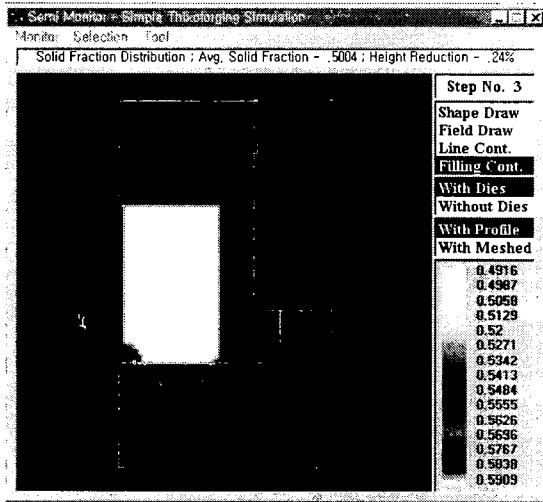 Semi Monitor - Simple Thixoforging Simulation
Monitor Selection Tool
Solid Fraction Distribution ; Avg, Solid Fraction - ,5004 ; Height Reduction - ,24%
Step No. 3
Shape Draw
Field Draw
Line Cont.
Filling Cont.
With Dies
Without Dies
With Profile
With Meshed
0.4916
0.4987
0.5058
0.5129
0.52
0.5271
0.5342
0.5413
0.5484
0.5555
0.5626
0.5696
0.5767
0.5838
0.5909